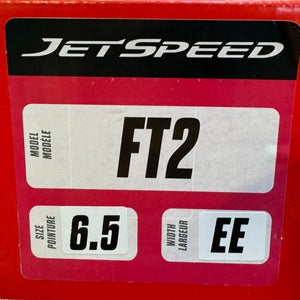 JETSPEED
MODEL
MODÈLE
FT2
SIZE
POINTURE
6.5
WIDTH
LARGEUR
EE